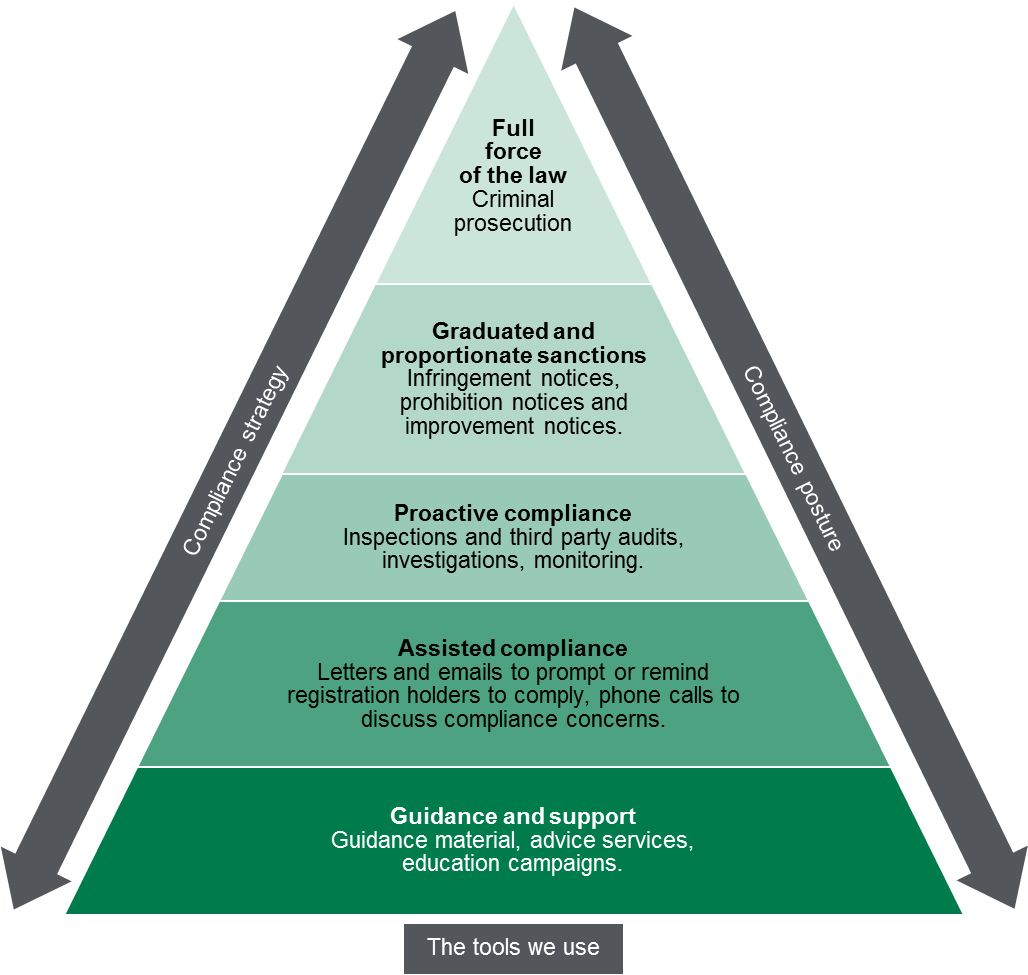 Full
force
of the law
Criminal
prosecution
Graduated and
proportionate sanctions
Infringement notices,
prohibition notices and
improvement notices.
Compliance strategy
Compliance posture
Proactive compliance
Inspections and third party audits,
investigations, monitoring.
Assisted compliance
Letters and emails to prompt or remind
registration holders to comply, phone calls to
discuss compliance concerns.
Guidance and support
Guidance material, advice services,
education campaigns.
The tools we use